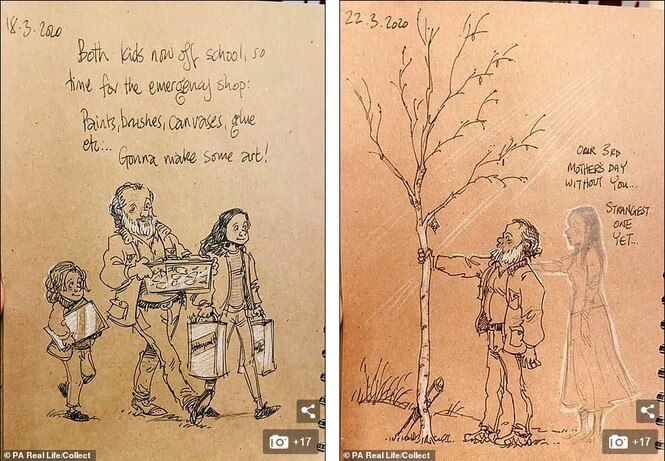 18·3·2020
Both kids now off school, so
time for the emergency shop:
Paints, brushes, canvases, glue
etc...
Gonna make some art!
22.3.2020
OUR 3RD
MOTHER'S DAY
WITHOUT YOU...
STRANGEST
ONE
YET...
+17
+17
© PA Real Life/Collect
© PA Real Life/Collect